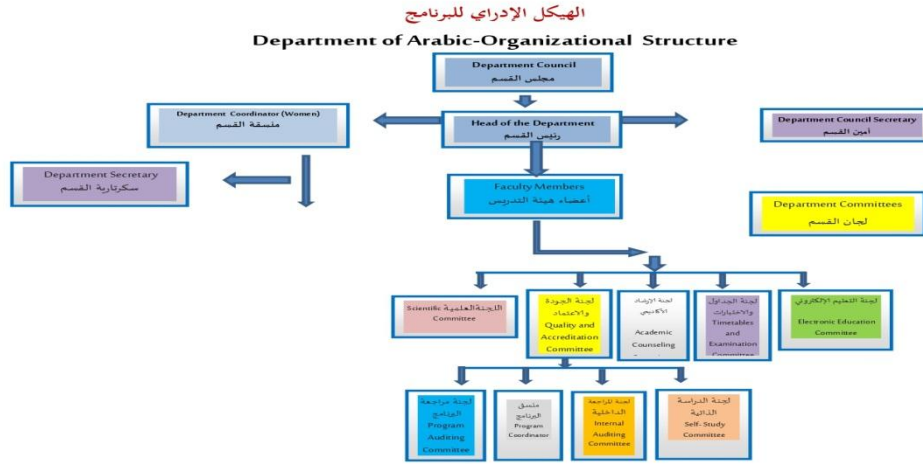 الهيكل الإدراي للبرنامج
Department of Arabic-Organizational Structure
Department Council
مجلس القسم
Department Coordinator (Women)
منسقة القسم
Head of the Department
رئيس القسم
Department Council Secretary
أمين القسم
Department Secretary
سكرتارية القسم
Faculty Members
أعضاء هيئة التدريس
Department Committees
لجان القسم
اللجنة العلمية Scientific
Committee
لجنة الجودة
والاعتماد
Quality and
Accreditation
Committee
لجنة الإرشاد
الأكاديمي
Academic
Counseling
لجنة الجداول
والاختبارات
Timetables
and
Examination
Committee
لجنة التعليم الإلكتروني
Electronic Education
Committee
لجنة مراجعة
البرنامج
Program
Auditing
Committee
منسق
البرنامج
Program
Coordinator
لجنة المراجعة
الداخلية
Internal
Auditing
Committee
لجنة الدراسة
الذاتية
Self- Study
Committee